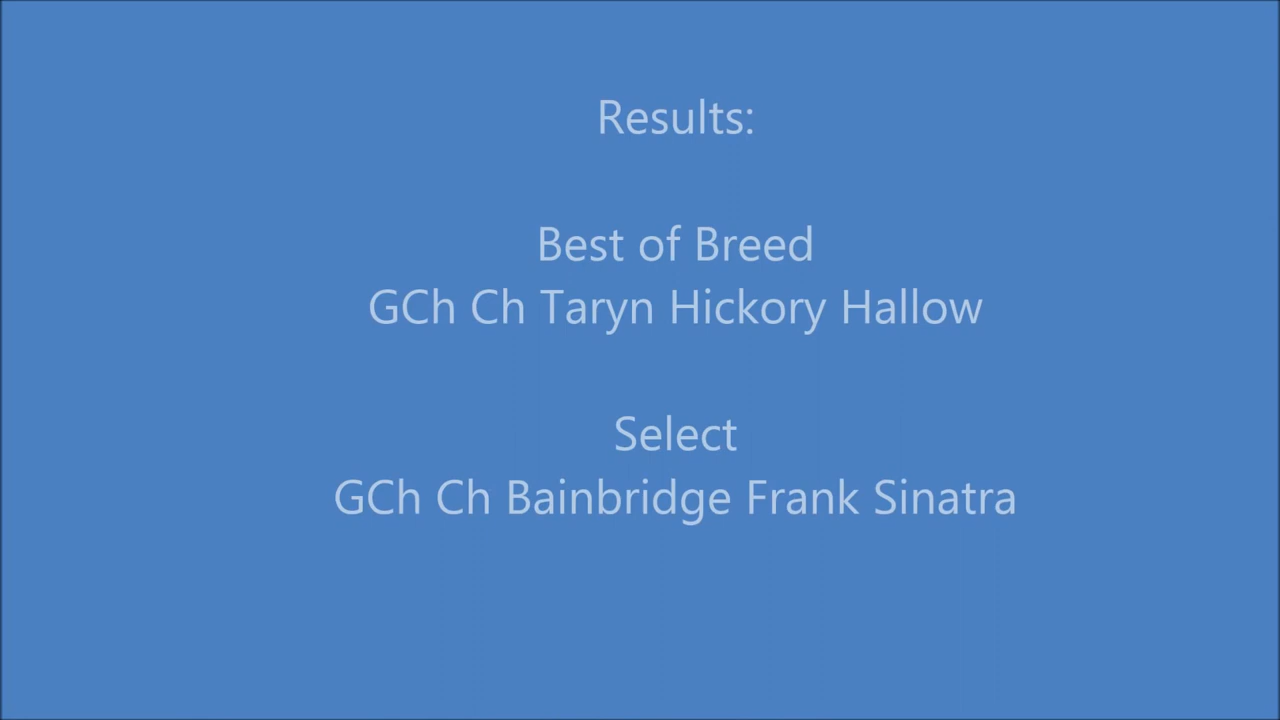 Results:
Best of Breed
GCh Ch Taryn Hickory Hallow
Select
GCh Ch Bainbridge Frank Sinatra